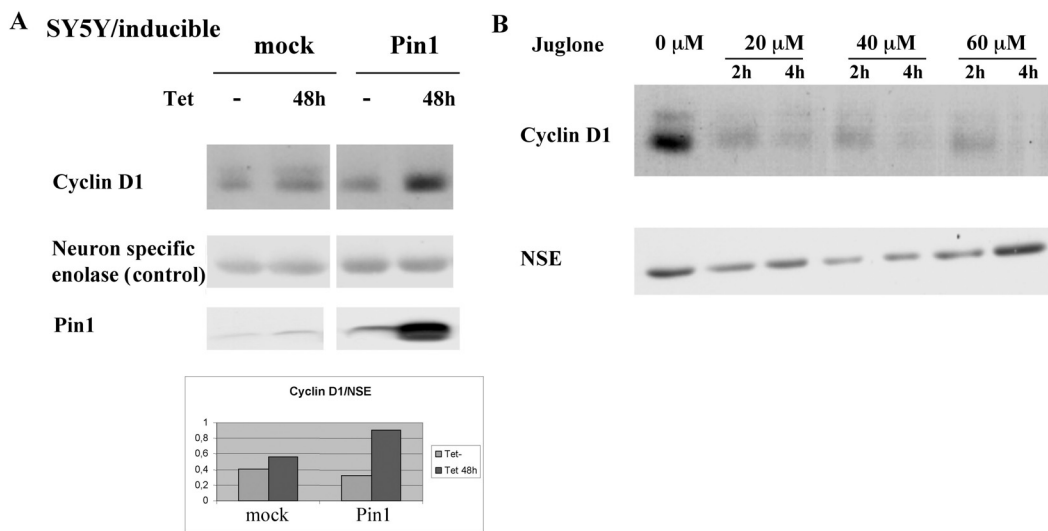 A
SY5Y/inducible
mock Pin1
Tet - 48h - 48h
Cyclin D1
Neuron specific
enolase (control)
Pin1
Cyclin D1/NSE
1
0,8
0,6
0,4
0,2
0
mock Pin1
Tet-
Tet 48h
B
Juglone 0 μM 20 μM 40 μM 60 μM
2h 4h 2h 4h 2h 4h
Cyclin D1
NSE